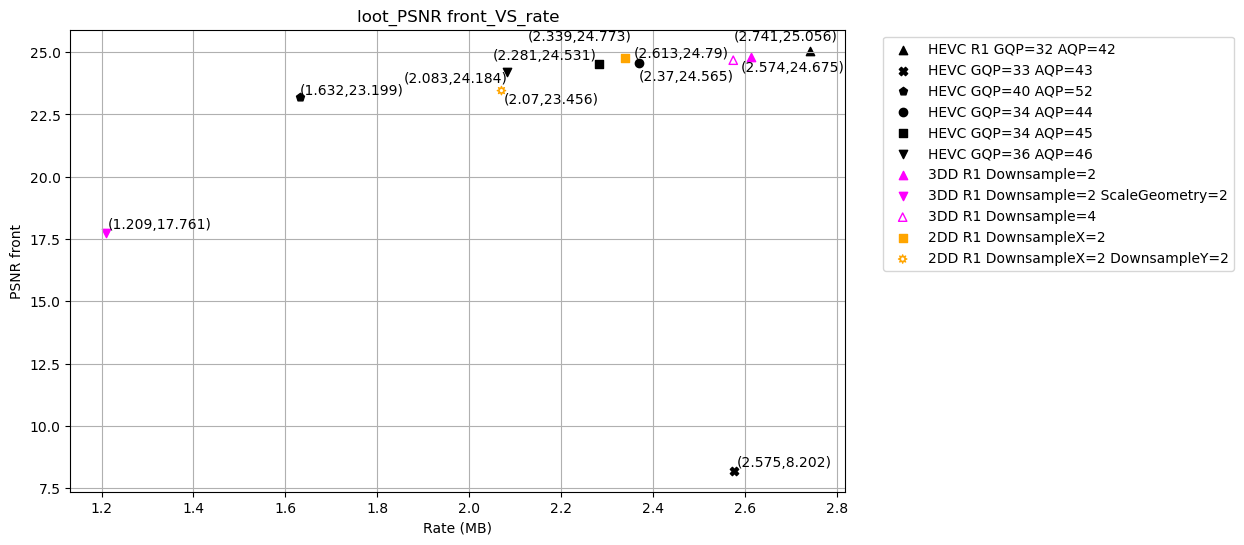 loot_PSNR front_VS_rate
(2.339,24.773)
(2.741,25.056)
(2.281,24.531)
(2.613,24.79)
(2.083,24.184)
(2.37,24.565)
(2.574,24.675)
(1.632,23.199)
(2.07,23.456)
(1.209,17.761)
(2.575,8.202)
25.0
22.5
20.0
17.5
15.0
12.5
10.0
7.5
PSNR front
1.2
1.4
1.6
1.8
2.0
2.2
2.4
2.6
2.8
Rate (MB)
HEVC R1 GQP=32 AQP=42
HEVC GQP=33 AQP=43
HEVC GQP=40 AQP=52
HEVC GQP=34 AQP=44
HEVC GQP=34 AQP=45
HEVC GQP=36 AQP=46
3DD R1 Downsample=2
3DD R1 Downsample=2 ScaleGeometry=2
3DD R1 Downsample=4
2DD R1 DownsampleX=2
2DD R1 DownsampleX=2 DownsampleY=2